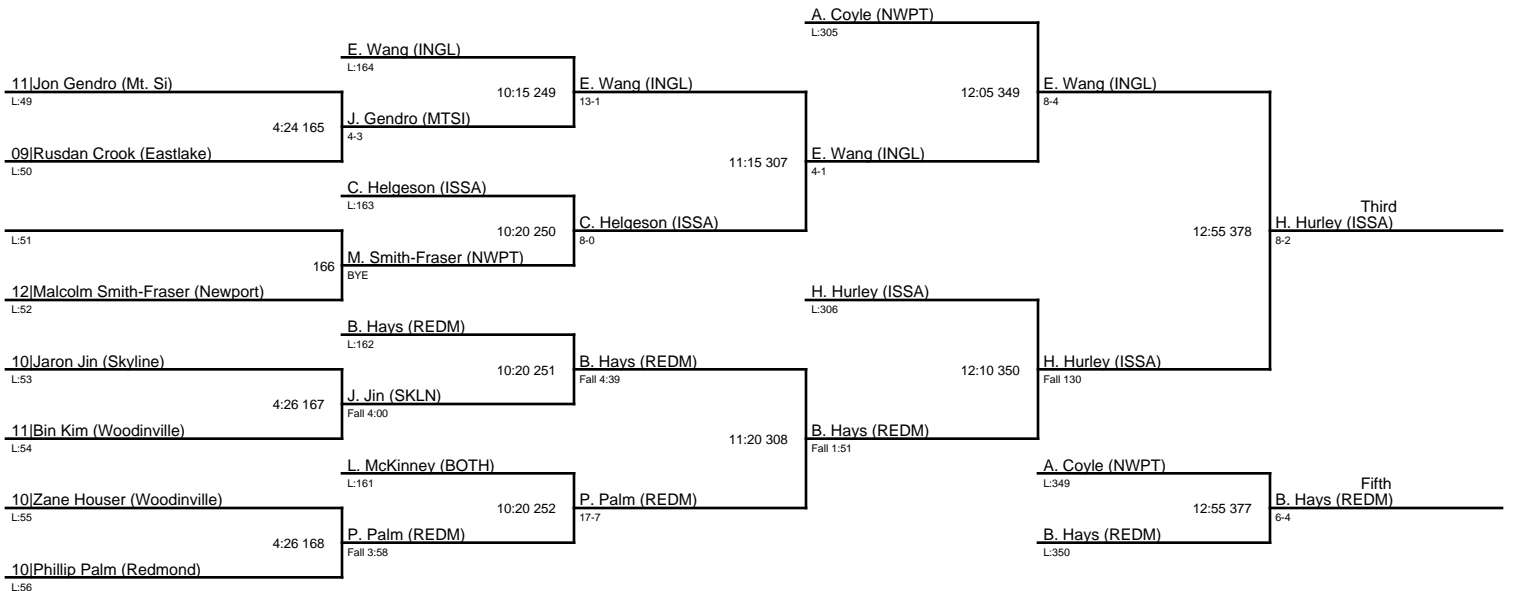 A. Coyle (NWPT)
L:305
E. Wang (INGL)
L:164
11|Jon Gendro (Mt. Si)
L:49
10:15 249
E. Wang (INGL)
13-1
12:05 349
E. Wang (INGL)
8-4
4:24 165
J. Gendro (MTSI)
4-3
09|Rusdan Crook (Eastlake)
L:50
11:15 307
E. Wang (INGL)
4-1
C. Helgeson (ISSA)
L:163
L:51
10:20 250
C. Helgeson (ISSA)
8-0
12:55 378
Third
H. Hurley (ISSA)
8-2
166
M. Smith-Fraser (NWPT)
BYE
12|Malcolm Smith-Fraser (Newport)
L:52
H. Hurley (ISSA)
L:306
B. Hays (REDM)
L:162
10|Jaron Jin (Skyline)
L:53
10:20 251
B. Hays (REDM)
Fall 4:39
12:10 350
H. Hurley (ISSA)
Fall 130
4:26 167
J. Jin (SKLN)
Fall 4:00
11|Bin Kim (Woodinville)
L:54
11:20 308
B. Hays (REDM)
Fall 1:51
L. McKinney (BOTH)
L:161
A. Coyle (NWPT)
L:349
10|Zane Houser (Woodinville)
L:55
10:20 252
P. Palm (REDM)
17-7
12:55 377
Fifth
B. Hays (REDM)
6-4
4:26 168
P. Palm (REDM)
Fall 3:58
B. Hays (REDM)
L:350
10|Phillip Palm (Redmond)
L:56